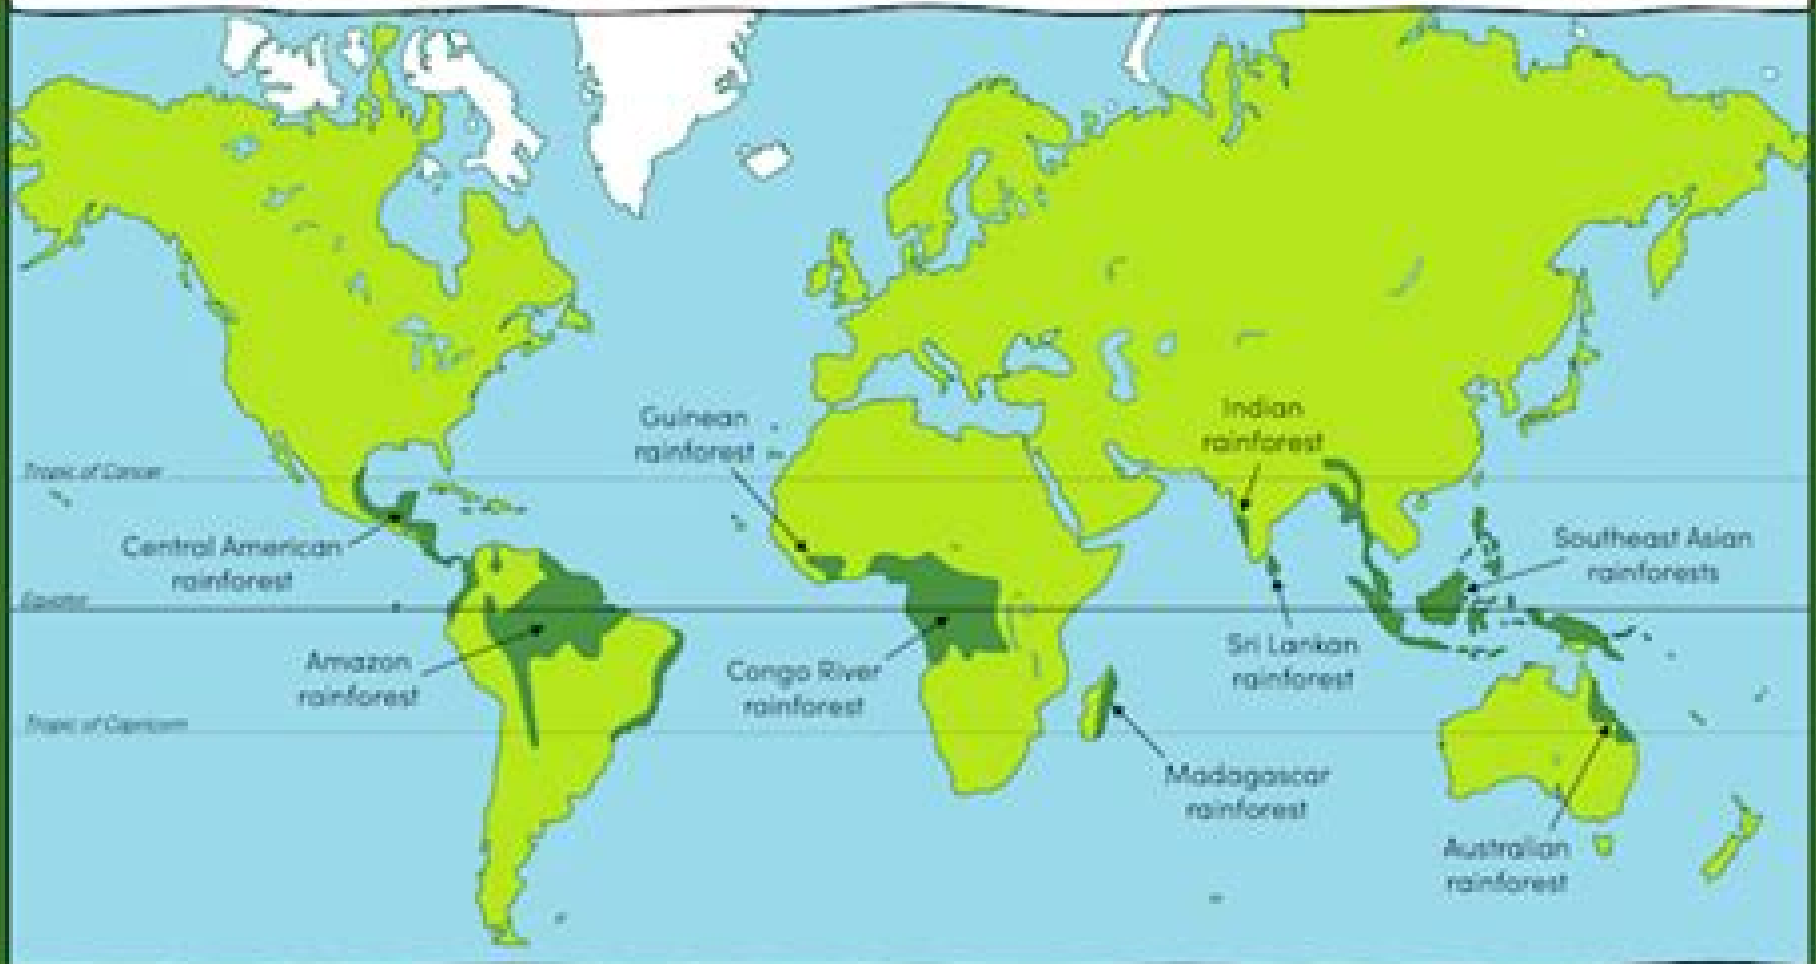 Guinean
rainforest
Indian
rainforest
Tropic of Cancer
Central American
rainforest
Southeast Asian
rainforests
Equator
Amazon
rainforest
Congo River
rainforest
Sri Lankan
rainforest
Tropic of Capricorn
Madagascar
rainforest
Australian
rainforest